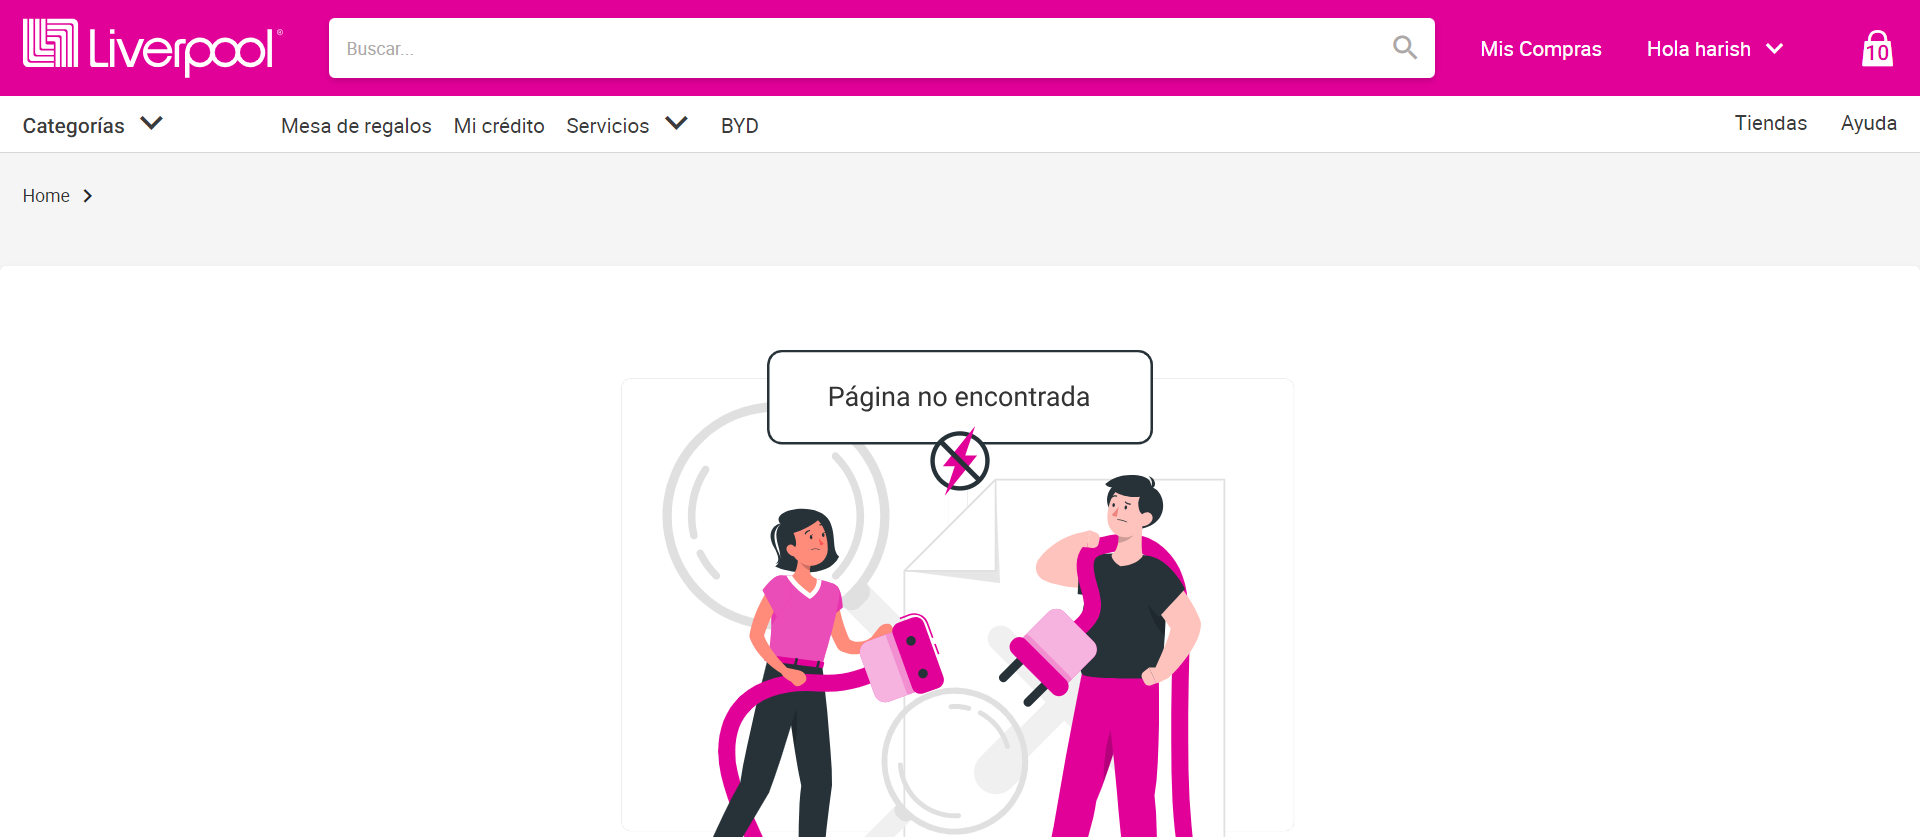 Liverpool®
Buscar...
Mis Compras
Hola harish
10
Categorías
Mesa de regalos
Mi crédito
Servicios
BYD
Tiendas
Ayuda
Home
Página no encontrada